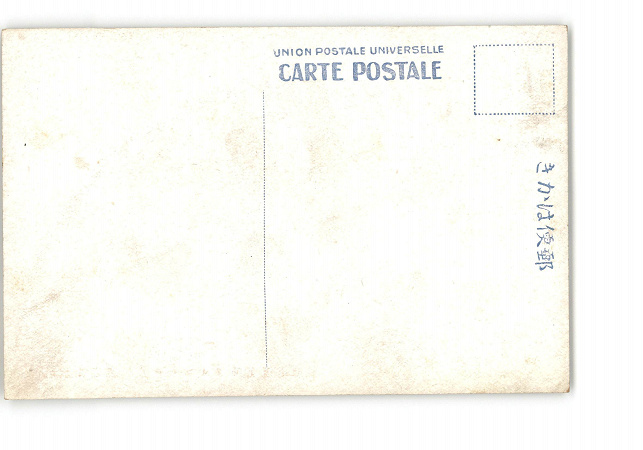 UNION POSTALE UNIVERSELLE
CARTE POSTALE
きかは便郵